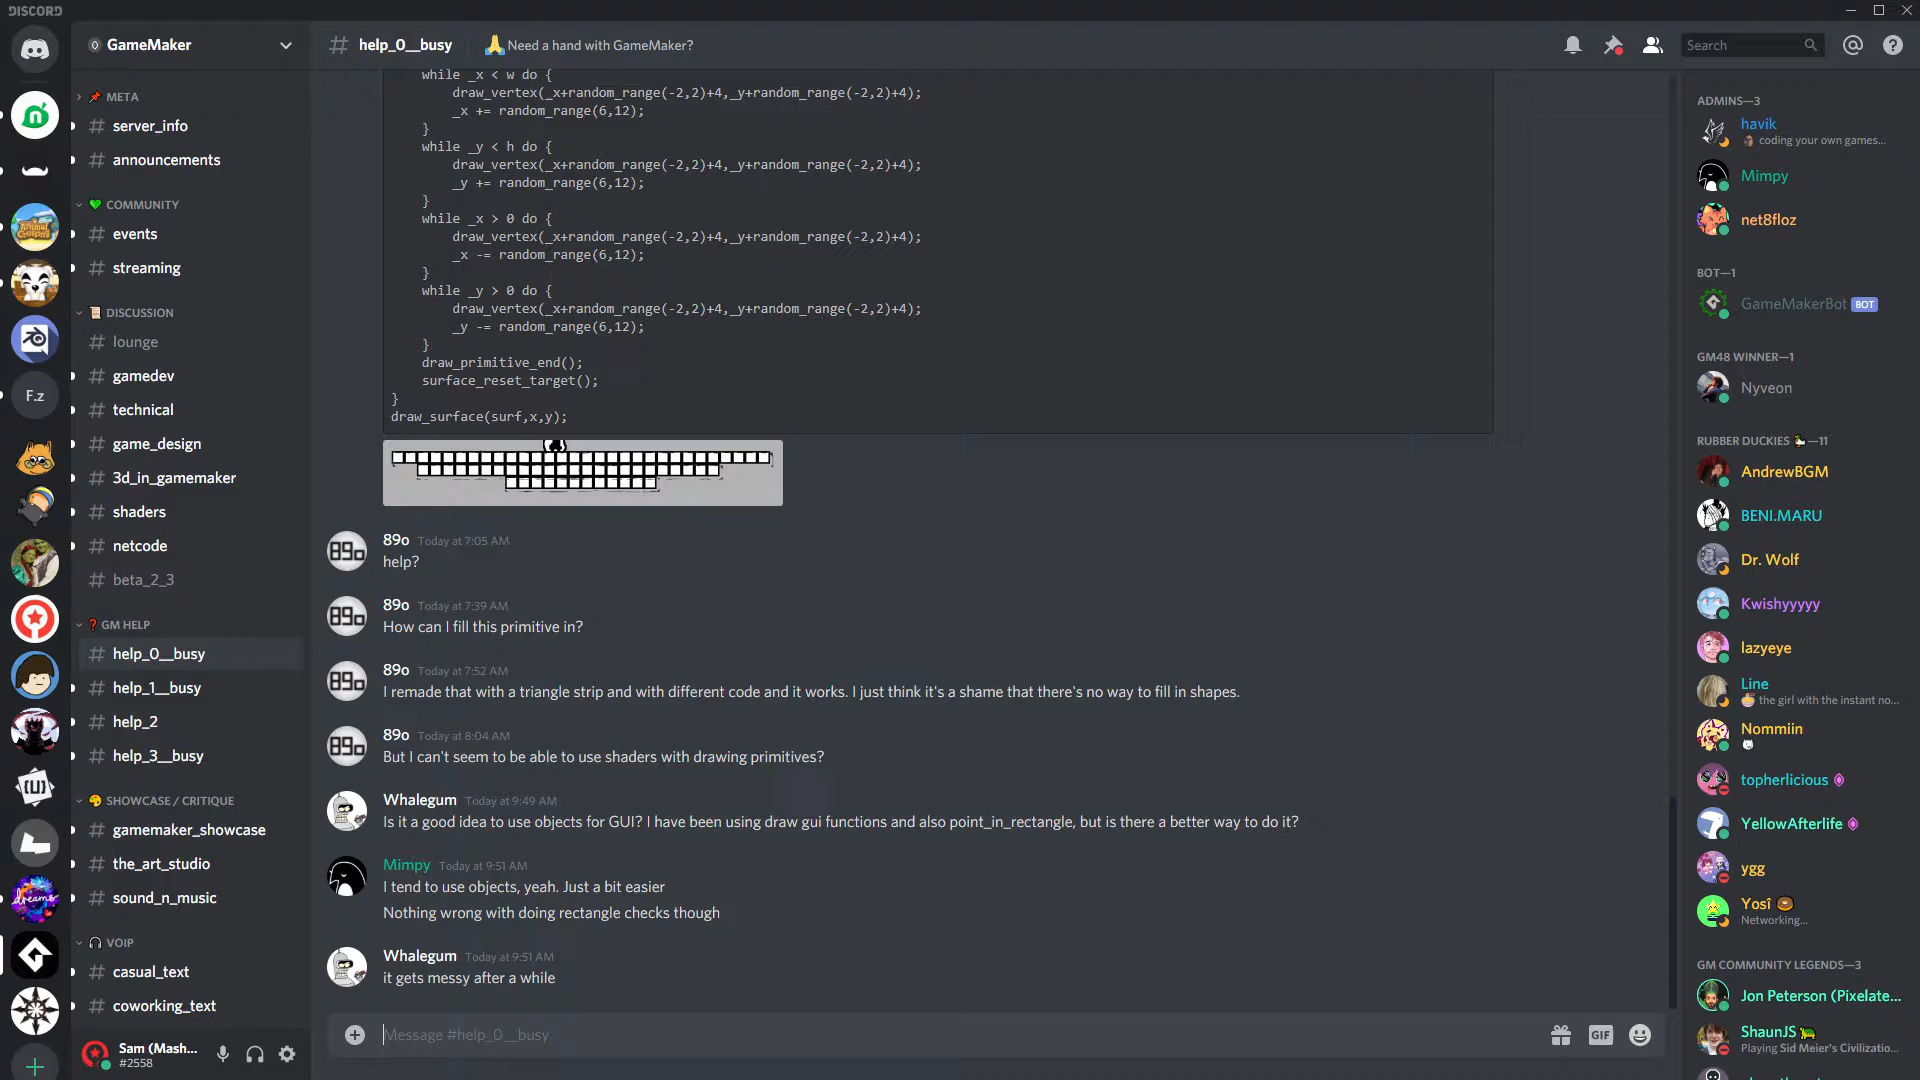 DISCORD
GameMaker
META
server_info
announcements
COMMUNITY
events
streaming
DISCUSSION
lounge
gamedev
technical
game_design
3d_in_gamemaker
shaders
netcode
beta_2_3
GM HELP
help_0__busy
help_1__busy
help_2
help_3__busy
SHOWCASE / CRITIQUE
gamemaker_showcase
the_art_studio
sound_n_music
VOIP
casual_text
coworking_text
Sam (Mash...
#2558
F.z
dreams
help_0__busy
Need a hand with GameMaker?
Search
while _x < w do {
draw_vertex(_x+random_range(-2,2)+4,_y+random_range(-2,2)+4);
_x += random_range(6,12);
}
while _y < h do {
draw_vertex(_x+random_range(-2,2)+4,_y+random_range(-2,2)+4);
_y += random_range(6,12);
}
while _x > 0 do {
draw_vertex(_x+random_range(-2,2)+4,_y+random_range(-2,2)+4);
_x -= random_range(6,12);
}
while _y > 0 do {
draw_vertex(_x+random_range(-2,2)+4,_y+random_range(-2,2)+4);
_y -= random_range(6,12);
}
draw_primitive_end();
surface_reset_target();
}
draw_surface(surf,x,y);
89o Today at 7:05 AM
help?
89o Today at 7:39 AM
How can I fill this primitive in?
89o Today at 7:52 AM
I remade that with a triangle strip and with different code and it works. I just think it's a shame that there's no way to fill in shapes.
89o Today at 8:04 AM
But I can't seem to be able to use shaders with drawing primitives?
Whalegum Today at 9:49 AM
Is it a good idea to use objects for GUI? I have been using draw gui functions and also point_in_rectangle, but is there a better way to do it?
Mimpy Today at 9:51 AM
I tend to use objects, yeah. Just a bit easier
Nothing wrong with doing rectangle checks though
Whalegum Today at 9:51 AM
it gets messy after a while
Message #help_0__busy
GIF
ADMINS—3
havik
coding your own games...
Mimpy
net8floz
BOT—1
GameMakerBot BOT
GM48 WINNER—1
Nyveon
RUBBER DUCKIES —11
AndrewBGM
BENI.MARU
Dr. Wolf
Kwishyyyyy
lazyeye
Line
the girl with the instant no...
Nommiin
topherlicious
YellowAfterlife
ygg
Yosi
Networking...
GM COMMUNITY LEGENDS—3
Jon Peterson (Pixelate...
ShaunJS
Playing Sid Meier's Civilizatio...